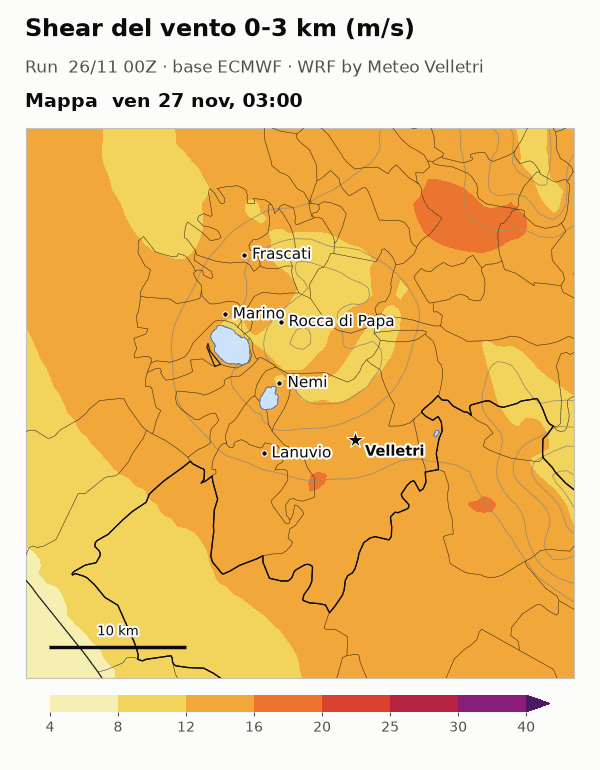 Shear del vento 0-3 km (m/s)
Run  26/11 00Z · base ECMWF · WRF by Meteo Velletri
Mappa  ven 27 nov, 03:00
Frascati
Marino
Rocca di Papa
Nemi
Velletri
Lanuvio
10 km
4 8 12 16 20 25 30 40